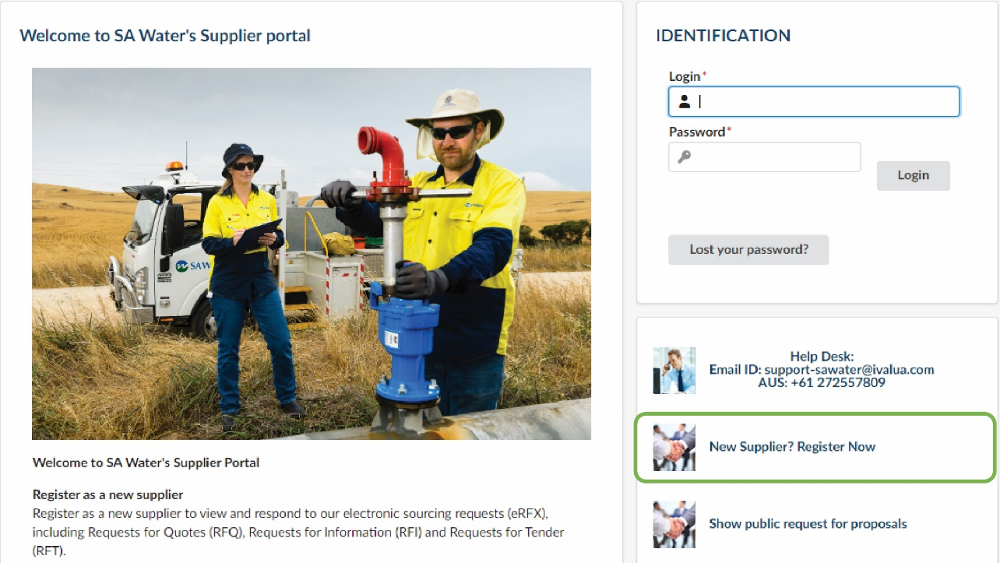 Welcome to SA Water's Supplier portal
400
SAW
Welcome to SA Water's Supplier Portal
Register as a new supplier
Register as a new supplier to view and respond to our electronic sourcing requests (eRFX),
including Requests for Quotes (RFQ), Requests for Information (RFI) and Requests for Tender
(RFT).
IDENTIFICATION
Login*
Password*
Login
Lost your password?
Help Desk:
Email ID: support-sawater@ivalua.com
AUS: +61 272557809
New Supplier? Register Now
Show public request for proposals